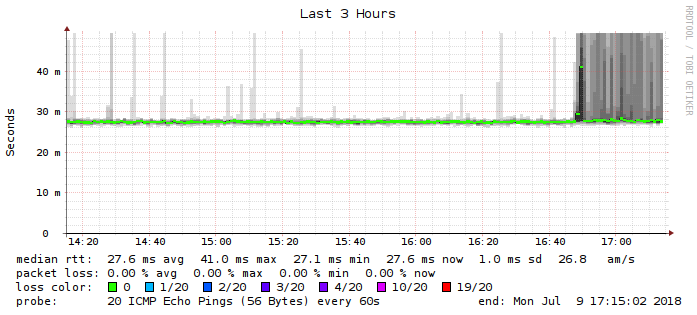 Last 3 Hours
RRDTOOL / TOBI OETIKER
Seconds
40 m
30 m
20 m
10 m
0
14:20 14:40 15:00 15:20 15:40 16:00 16:20 16:40 17:00
median rtt: 27.6 ms avg 41.0 ms max 27.1 ms min 27.6 ms now 1.0 ms sd 26.8 am/s
packet loss: 0.00 % avg 0.00 % max 0.00 % min 0.00 % now
loss color: 0 1/20 2/20 3/20 4/20 10/20 19/20
probe: 20 ICMP Echo Pings (56 Bytes) every 60s end: Mon Jul 9 17:15:02 2018